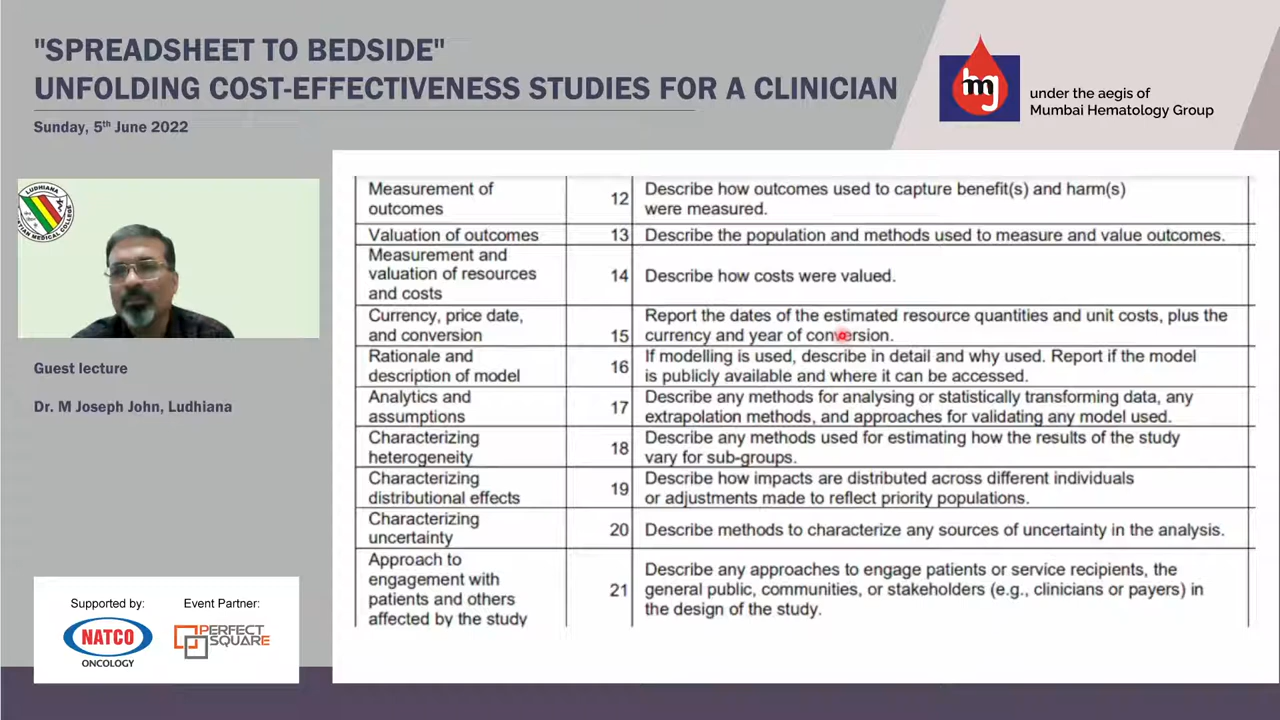 "SPREADSHEET TO BEDSIDE"
UNFOLDING COST-EFFECTIVENESS STUDIES FOR A CLINICIAN
Sunday, 5th June 2022
mg
under the aegis of
Mumbai Hematology Group
LUDHIANA
MEDICAL COLLEGE
Guest lecture
Dr. M Joseph John, Ludhiana
Supported by:
Event Partner:
NATCO
ONCOLOGY
PERFECT
SQUARE
Measurement of
outcomes
12
Describe how outcomes used to capture benefit(s) and harm(s)
were measured.
Valuation of outcomes
13
Describe the population and methods used to measure and value outcomes.
Measurement and
valuation of resources
and costs
14
Describe how costs were valued.
Currency, price date,
and conversion
15
Report the dates of the estimated resource quantities and unit costs, plus the
currency and year of conversion.
Rationale and
description of model
16
If modelling is used, describe in detail and why used. Report if the model
is publicly available and where it can be accessed.
Analytics and
assumptions
17
Describe any methods for analysing or statistically transforming data, any
extrapolation methods, and approaches for validating any model used.
Characterizing
heterogeneity
18
Describe any methods used for estimating how the results of the study
vary for sub-groups.
Characterizing
distributional effects
19
Describe how impacts are distributed across different individuals
or adjustments made to reflect priority populations.
Characterizing
uncertainty
20
Describe methods to characterize any sources of uncertainty in the analysis.
Approach to
engagement with
patients and others
affected by the study
21
Describe any approaches to engage patients or service recipients, the
general public, communities, or stakeholders (e.g., clinicians or payers) in
the design of the study.